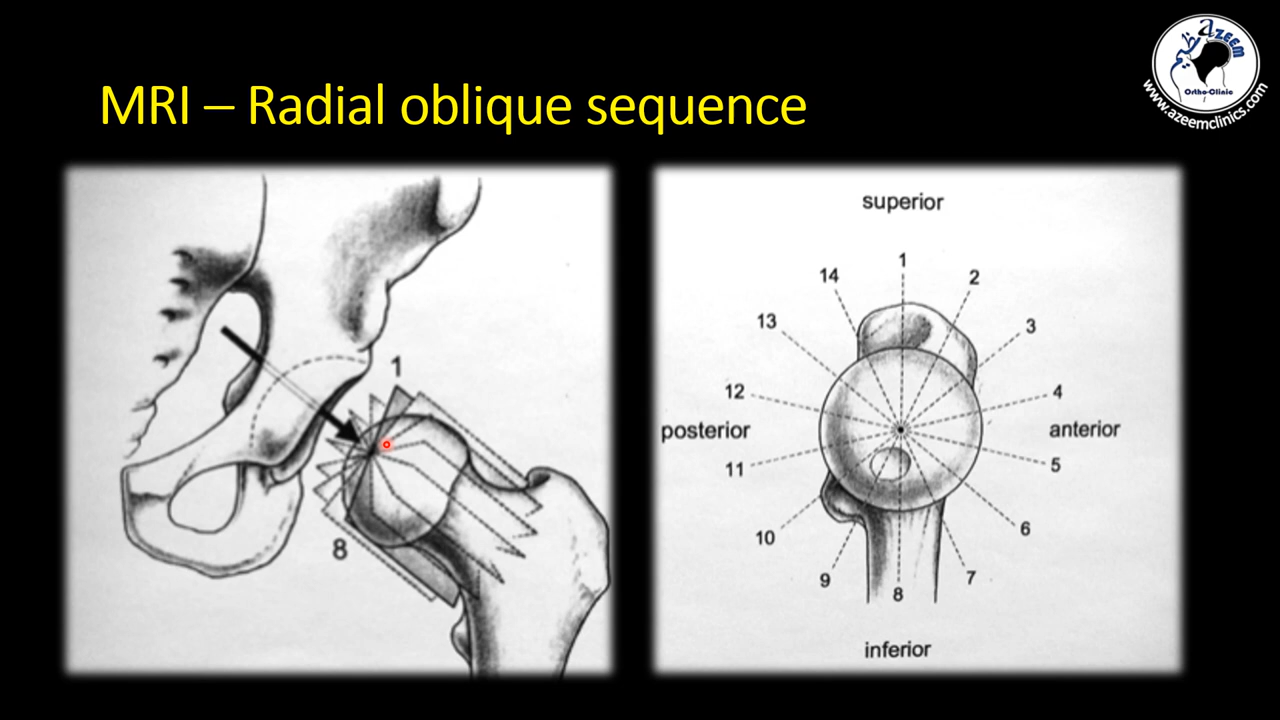 MRI – Radial oblique sequence
aZEEM
Ortho-Clinic
www.azeemclinics.com
1
8
superior
1
14
2
13
3
12
4
posterior
anterior
11
5
10
6
9
7
8
inferior